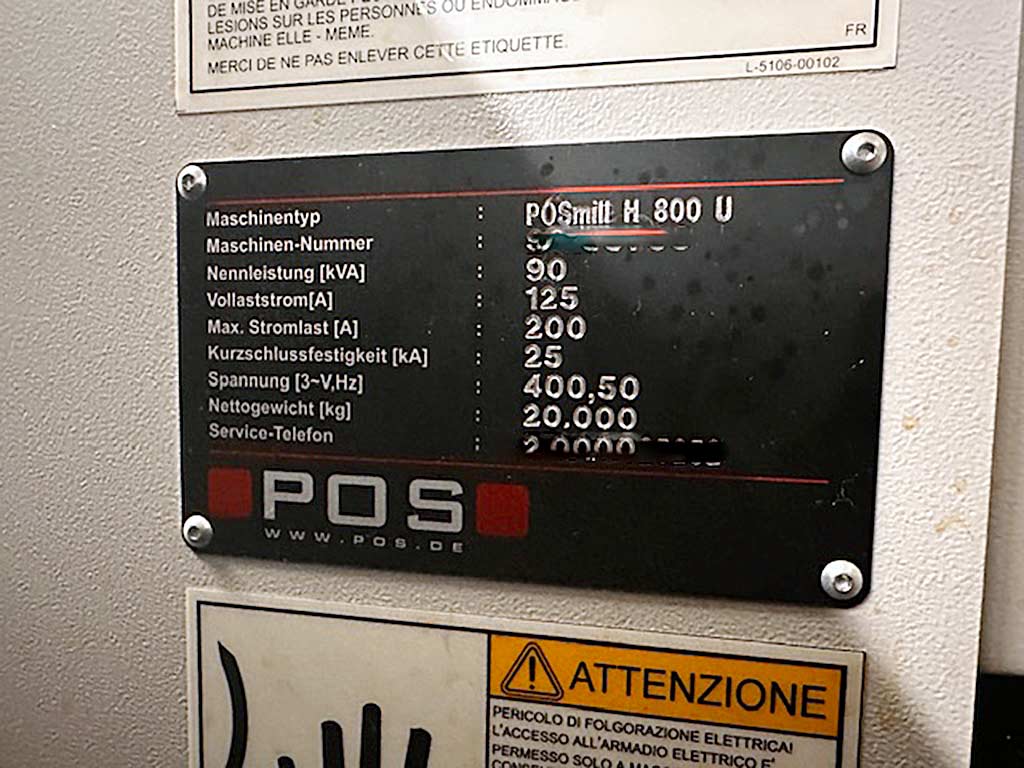 DE MISE EN GARDE
LESIONS SUR LES PERSONNES OU
MACHINE ELLE - MEME.
MERCI DE NE PAS ENLEVER CETTE ETIQUETTE.
FR
L-5106-00102
Maschinentyp : POSmill H 800 U
Maschinen-Nummer :
Nennleistung [kVA] : 90
Vollaststrom[A] : 125
Max. Stromlast [A] : 200
Kurzschlussfestigkeit [kA] : 25
Spannung [3~V,Hz] : 400,50
Nettogewicht [kg] : 20.000
Service-Telefon :
POS
WWW.POS.DE
ATTENZIONE
PERICOLO DI FOLGORAZIONE ELETTRICA!
L'ACCESSO ALL'ARMADIO ELETTRICO E'
PERMESSO SOLO A